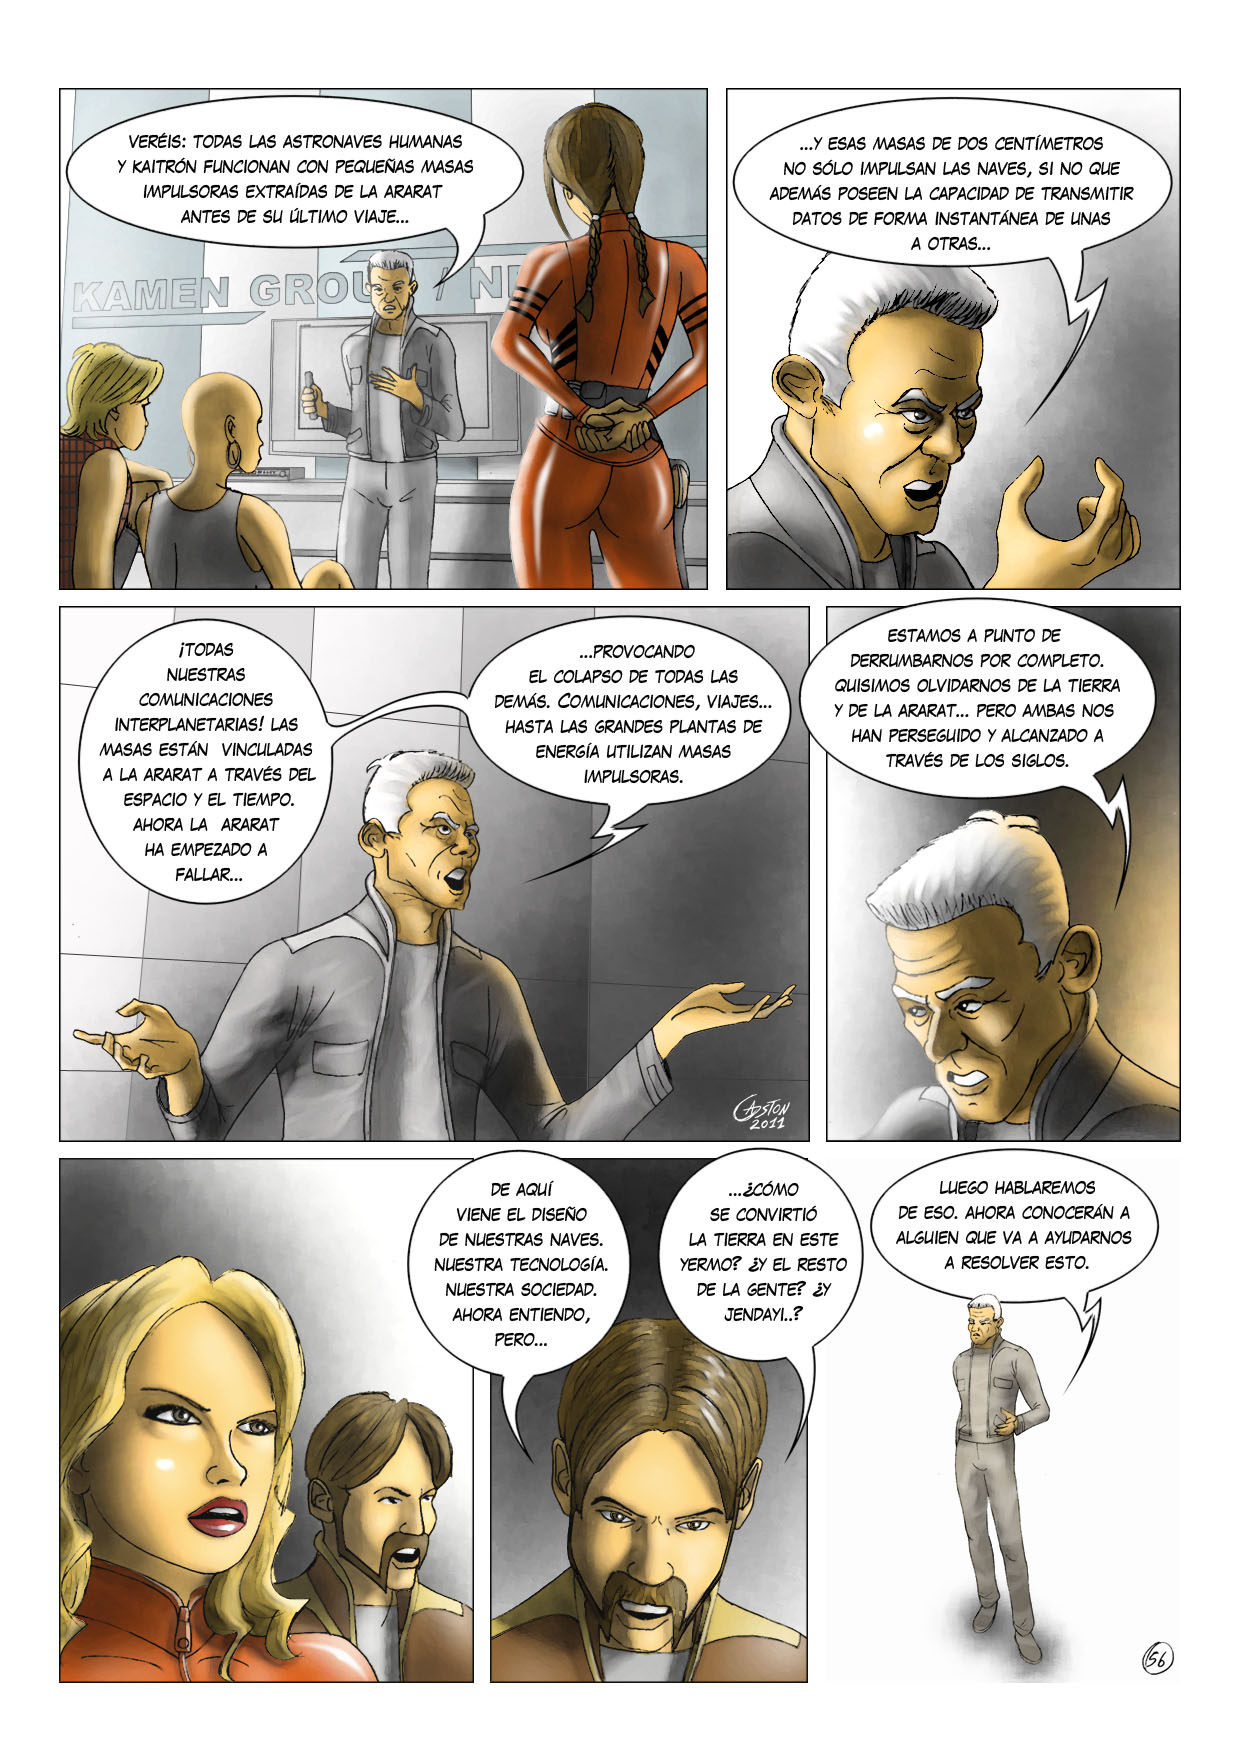 VERÉIS: TODAS LAS ASTRONAVES HUMANAS
Y KAITRÓN FUNCIONAN CON PEQUEÑAS MASAS
IMPULSORAS EXTRAÍDAS DE LA ARARAT
ANTES DE SU ÚLTIMO VIAJE...
KAMEN GROU / N
...Y ESAS MASAS DE DOS CENTÍMETROS
NO SÓLO IMPULSAN LAS NAVES, SI NO QUE
ADEMÁS POSEEN LA CAPACIDAD DE TRANSMITIR
DATOS DE FORMA INSTANTÁNEA DE UNAS
A OTRAS...
¡TODAS
NUESTRAS
COMUNICACIONES
INTERPLANETARIAS! LAS
MASAS ESTÁN VINCULADAS
A LA ARARAT A TRAVÉS DEL
ESPACIO Y EL TIEMPO.
AHORA LA ARARAT
HA EMPEZADO A
FALLAR...
...PROVOCANDO
EL COLAPSO DE TODAS LAS
DEMÁS. COMUNICACIONES, VIAJES...
HASTA LAS GRANDES PLANTAS DE
ENERGÍA UTILIZAN MASAS
IMPULSORAS.
GADSTON
2011
ESTAMOS A PUNTO DE
DERRUMBARNOS POR COMPLETO.
QUISIMOS OLVIDARNOS DE LA TIERRA
Y DE LA ARARAT... PERO AMBAS NOS
HAN PERSEGUIDO Y ALCANZADO A
TRAVÉS DE LOS SIGLOS.
DE AQUÍ
VIENE EL DISEÑO
DE NUESTRAS NAVES.
NUESTRA TECNOLOGÍA.
NUESTRA SOCIEDAD.
AHORA ENTIENDO,
PERO...
...¿CÓMO
SE CONVIRTIÓ
LA TIERRA EN ESTE
YERMO? ¿Y EL RESTO
DE LA GENTE? ¿Y
JENDAYI..?
LUEGO HABLAREMOS
DE ESO. AHORA CONOCERÁN A
ALGUIEN QUE VA A AYUDARNOS
A RESOLVER ESTO.
56